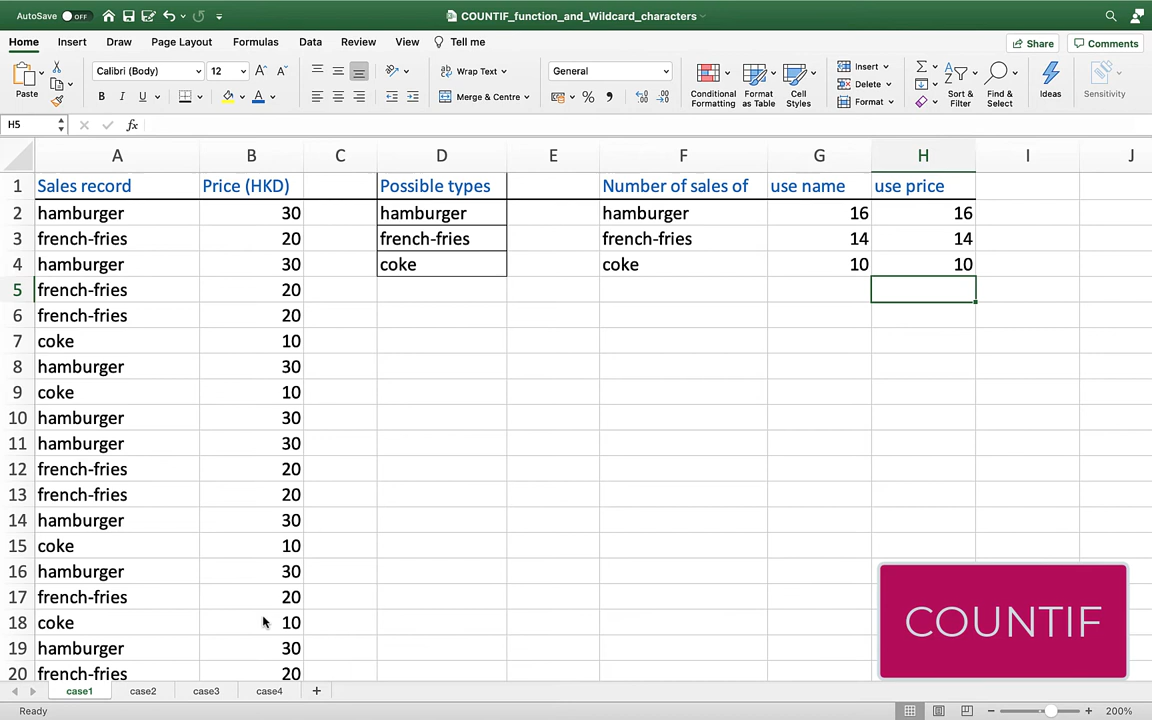 AutoSave OFF COUNTIF_function_and_Wildcard_characters
Home Insert Draw Page Layout Formulas Data Review View Tell me Share Comments
Paste Calibri (Body) 12 A A Wrap Text General Conditional Formatting Format as Table Cell Styles Insert Sort & Filter Find & Select Ideas Sensitivity
Delete
B I U A Merge & Centre % Format
H5 fx
A B C D E F G H I J
1 Sales record Price (HKD) Possible types Number of sales of use name use price
2 hamburger 30 hamburger hamburger 16 16
3 french-fries 20 french-fries french-fries 14 14
4 hamburger 30 coke coke 10 10
5 french-fries 20
6 french-fries 20
7 coke 10
8 hamburger 30
9 coke 10
10 hamburger 30
11 hamburger 30
12 french-fries 20
13 french-fries 20
14 hamburger 30
15 coke 10
16 hamburger 30
17 french-fries 20
18 coke 10
19 hamburger 30
20 french-fries 20
COUNTIF
case1 case2 case3 case4 +
Ready 200%